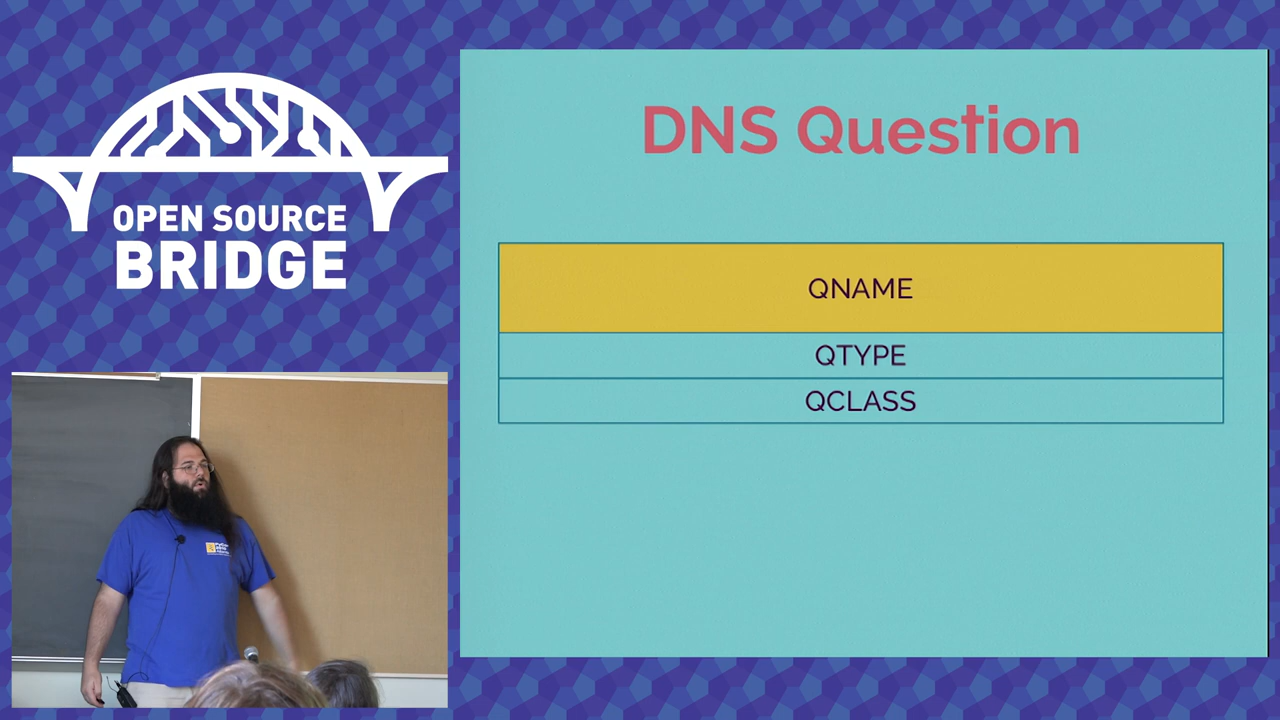 OPEN SOURCE
BRIDGE
DNS Question
QNAME
QTYPE
QCLASS